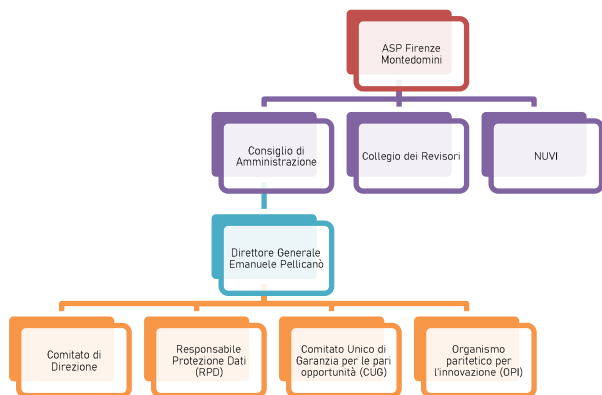 ASP Firenze
Montedomini
Consiglio di
Amministrazione
Collegio dei Revisori
NUVI
Direttore Generale
Emanuele Pellicanò
Comitato di
Direzione
Responsabile
Protezione Dati
(RPD)
Comitato Unico di
Garanzia per le pari
opportunità (CUG)
Organismo
paritetico per
l'innovazione (OPI)